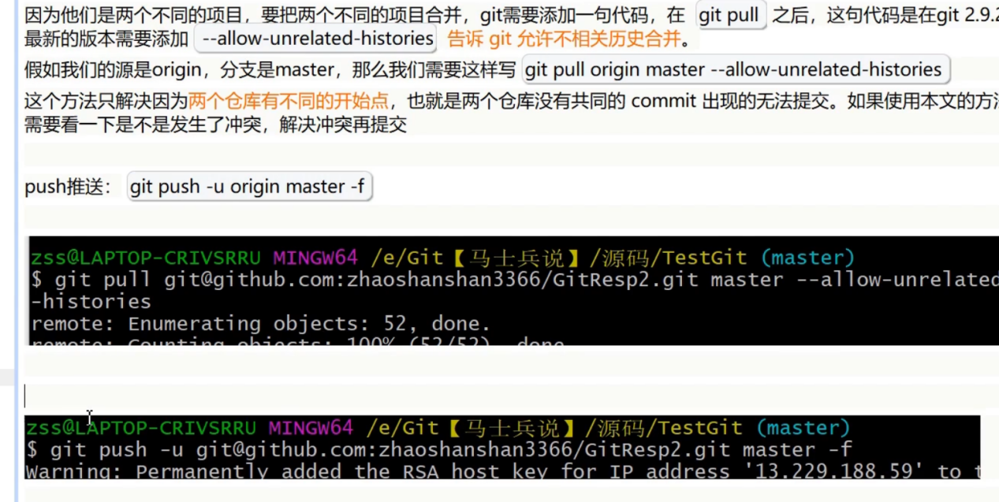 因为他们是两个不同的项目，要把两个不同的项目合并，git需要添加一句代码，在 git pull 之后，这句代码是在git 2.9.2
最新的版本需要添加 --allow-unrelated-histories 告诉 git 允许不相关历史合并。
假如我们的源是origin，分支是master，那么我们需要这样写 git pull origin master --allow-unrelated-histories
这个方法只解决因为两个仓库有不同的开始点，也就是两个仓库没有共同的 commit 出现的无法提交。如果使用本文的方法
需要看一下是不是发生了冲突，解决冲突再提交
push推送： git push -u origin master -f
zss@LAPTOP-CRIVSRRU MINGW64 /e/Git【马士兵说】/源码/TestGit (master)
$ git pull git@github.com:zhaoshanshan3366/GitResp2.git master --allow-unrelated
-histories
remote: Enumerating objects: 52, done.
remote: Counting objects: 100% (52/52), done
zss@LAPTOP-CRIVSRRU MINGW64 /e/Git【马士兵说】/源码/TestGit (master)
$ git push -u git@github.com:zhaoshanshan3366/GitResp2.git master -f
Warning: Permanently added the RSA host key for IP address '13.229.188.59' to t